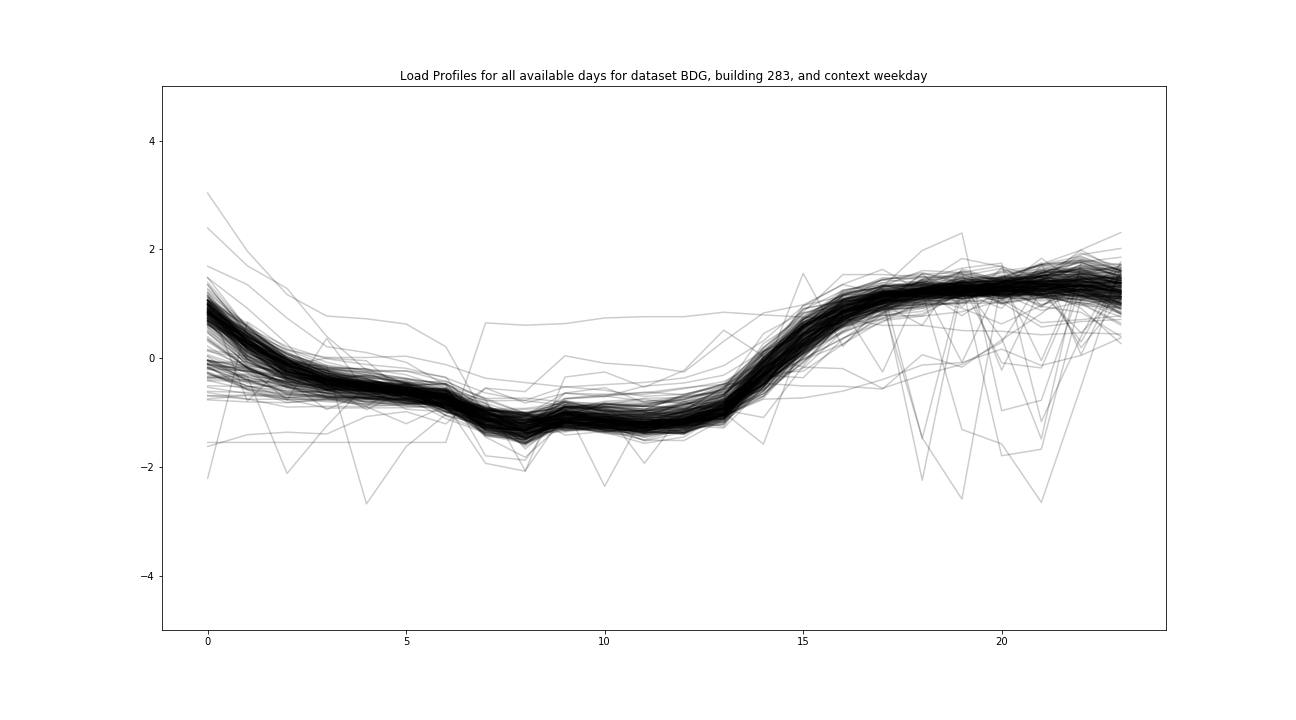 Load Profiles for all available days for dataset BDG, building 283, and context weekday
4
2
0
−2
−4
0 5 10 15 20